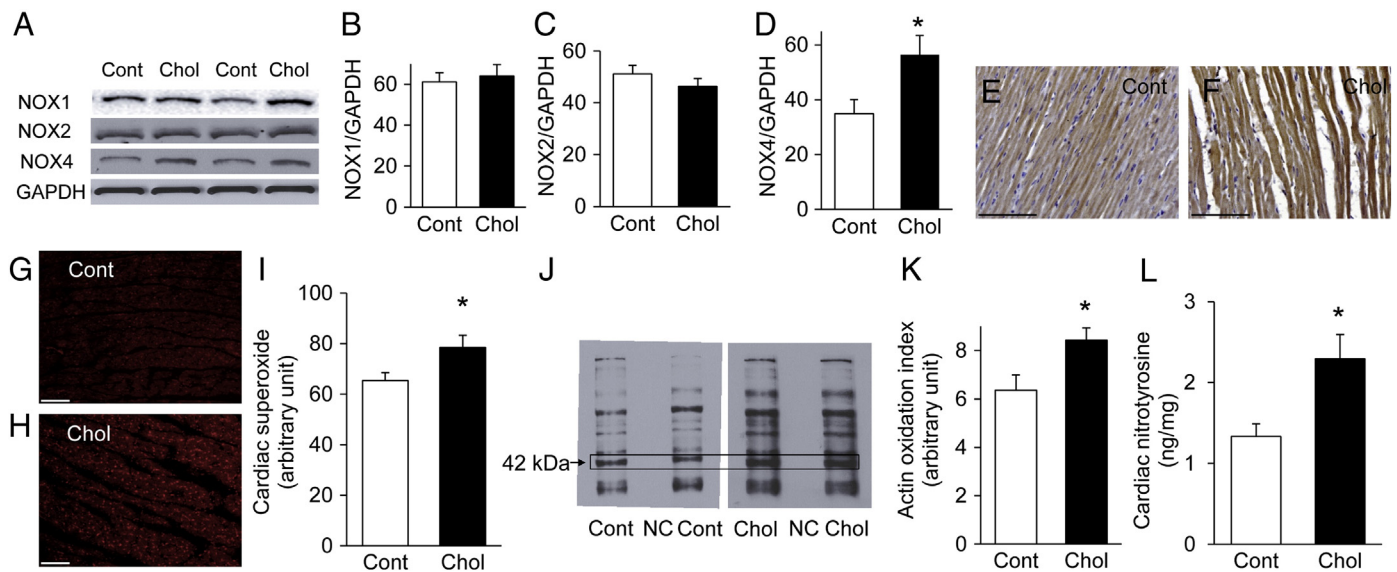 A
Cont Chol Cont Chol
NOX1
NOX2
NOX4
GAPDH
B
NOX1/GAPDH
60
40
20
0
Cont Chol
C
NOX2/GAPDH
60
40
20
0
Cont Chol
D
*
NOX4/GAPDH
60
40
20
0
Cont Chol
E Cont
F Chol
G Cont
H Chol
I
*
Cardiac superoxide
(arbitrary unit)
100
80
60
40
20
0
Cont Chol
J
42 kDa
Cont NC Cont Chol NC Chol
K
*
Actin oxidation index
(arbitrary unit)
8
6
4
2
0
Cont Chol
L
*
Cardiac nitrotyrosine
(ng/mg)
3
2
1
0
Cont Chol